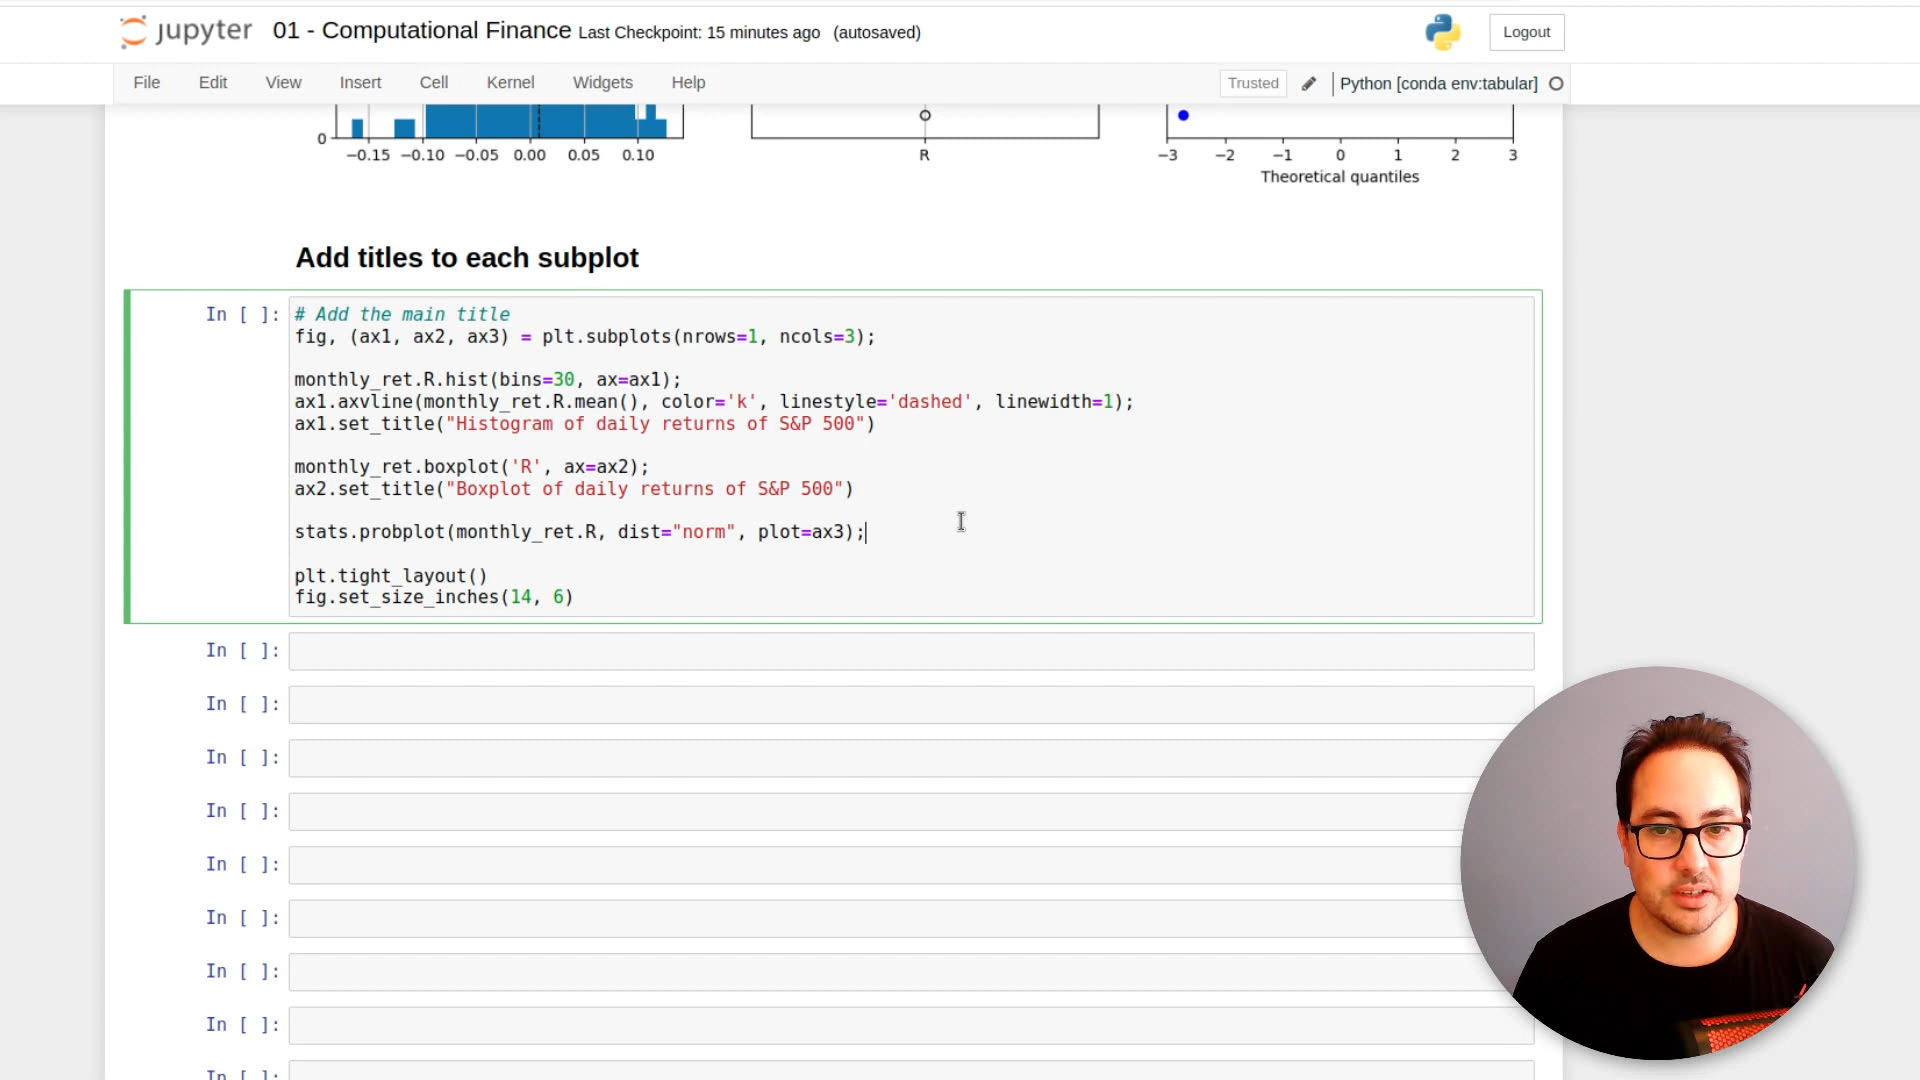 jupyter 01 - Computational Finance Last Checkpoint: 15 minutes ago (autosaved) Logout
File Edit View Insert Cell Kernel Widgets Help Trusted Python [conda env:tabular]
0
−0.15 −0.10 −0.05 0.00 0.05 0.10 R −3 −2 −1 0 1 2 3
Theoretical quantiles
Add titles to each subplot
In [ ]: # Add the main title
fig, (ax1, ax2, ax3) = plt.subplots(nrows=1, ncols=3);
monthly_ret.R.hist(bins=30, ax=ax1);
ax1.axvline(monthly_ret.R.mean(), color='k', linestyle='dashed', linewidth=1);
ax1.set_title("Histogram of daily returns of S&P 500")
monthly_ret.boxplot('R', ax=ax2);
ax2.set_title("Boxplot of daily returns of S&P 500")
stats.probplot(monthly_ret.R, dist="norm", plot=ax3);
plt.tight_layout()
fig.set_size_inches(14, 6)
In [ ]:
In [ ]:
In [ ]:
In [ ]:
In [ ]:
In [ ]:
In [ ]:
In [ ]:
In [ ]: